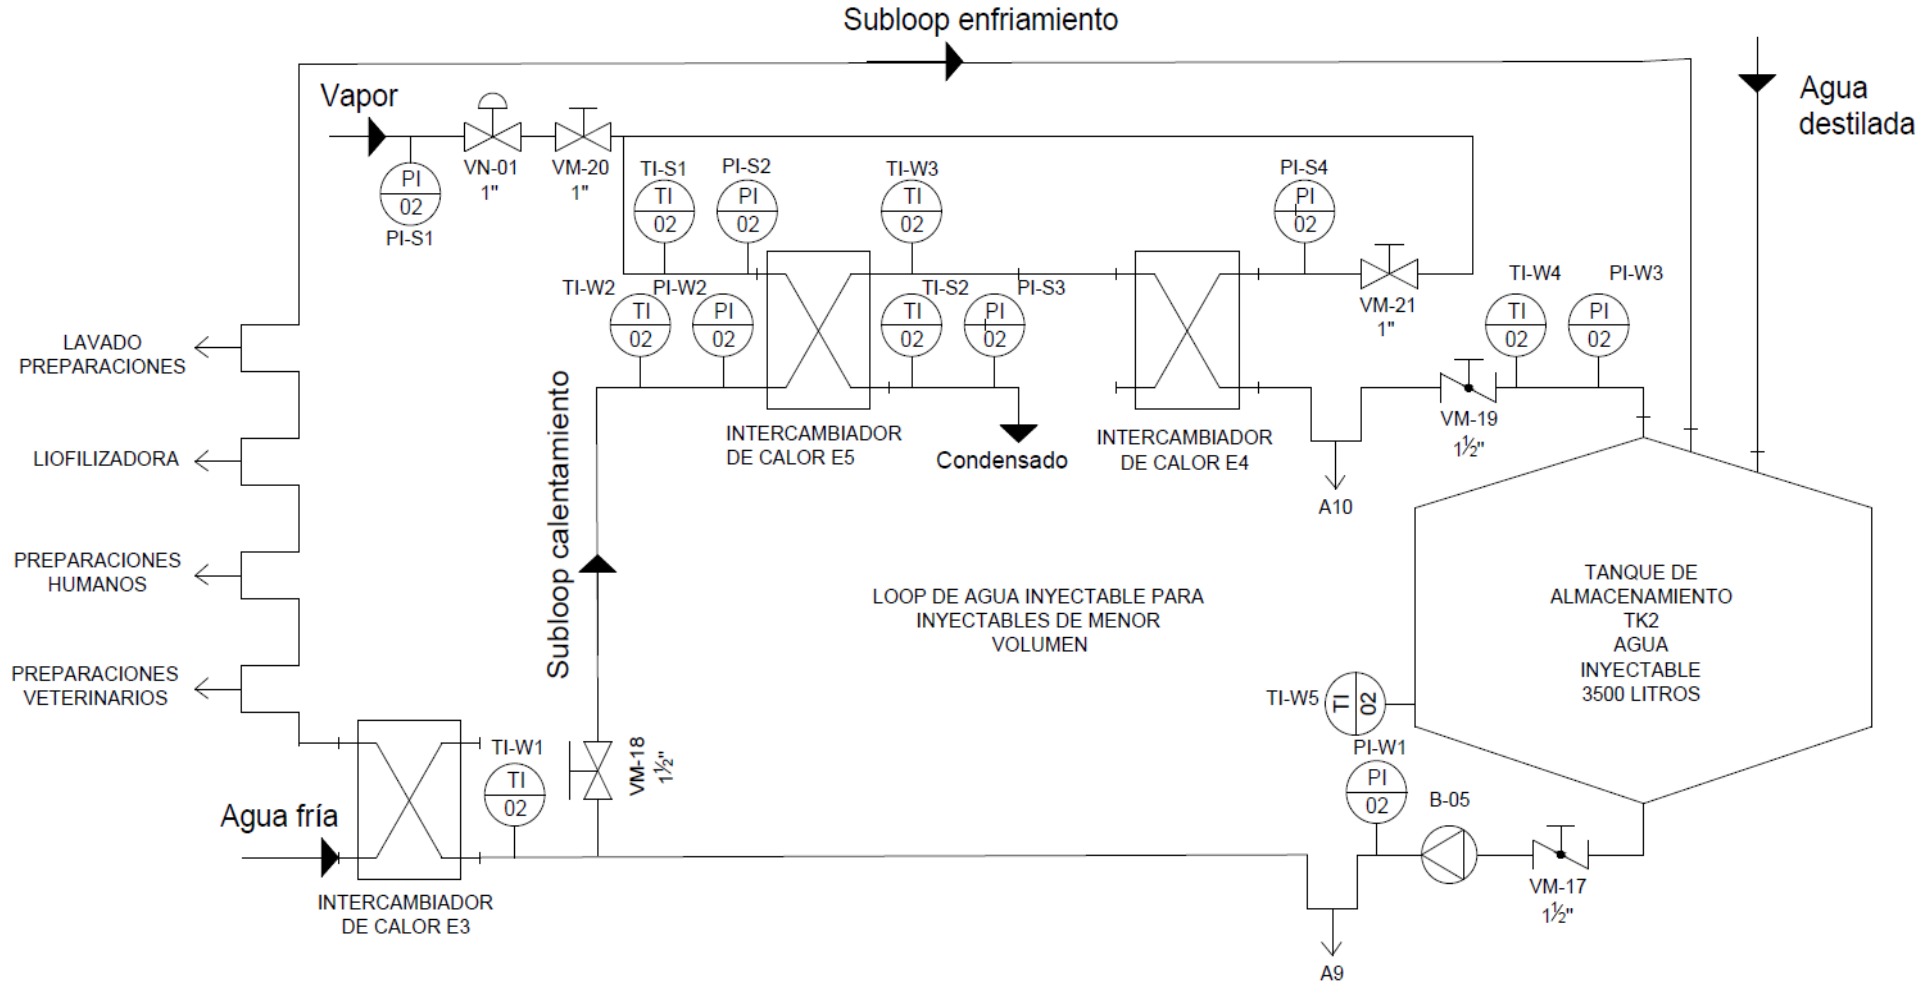 Subloop enfriamiento
Vapor
Agua
destilada
VN-01
1"
VM-20
1"
PI
02
PI-S1
TI-S1
TI
02
PI-S2
PI
02
TI-W3
TI
02
PI-S4
PI
02
TI-W2
TI
02
PI-W2
PI
02
TI-S2
TI
02
PI-S3
PI
02
VM-21
1"
TI-W4
TI
02
PI-W3
PI
02
LAVADO
PREPARACIONES
LIOFILIZADORA
PREPARACIONES
HUMANOS
PREPARACIONES
VETERINARIOS
Subloop calentamiento
INTERCAMBIADOR
DE CALOR E5
Condensado
INTERCAMBIADOR
DE CALOR E4
VM-19
1½"
A10
LOOP DE AGUA INYECTABLE PARA
INYECTABLES DE MENOR
VOLUMEN
TANQUE DE
ALMACENAMIENTO
TK2
AGUA
INYECTABLE
3500 LITROS
TI-W5
TI
02
PI-W1
PI
02
B-05
VM-17
1½"
VM-18
1½"
TI-W1
TI
02
Agua fría
INTERCAMBIADOR
DE CALOR E3
A9